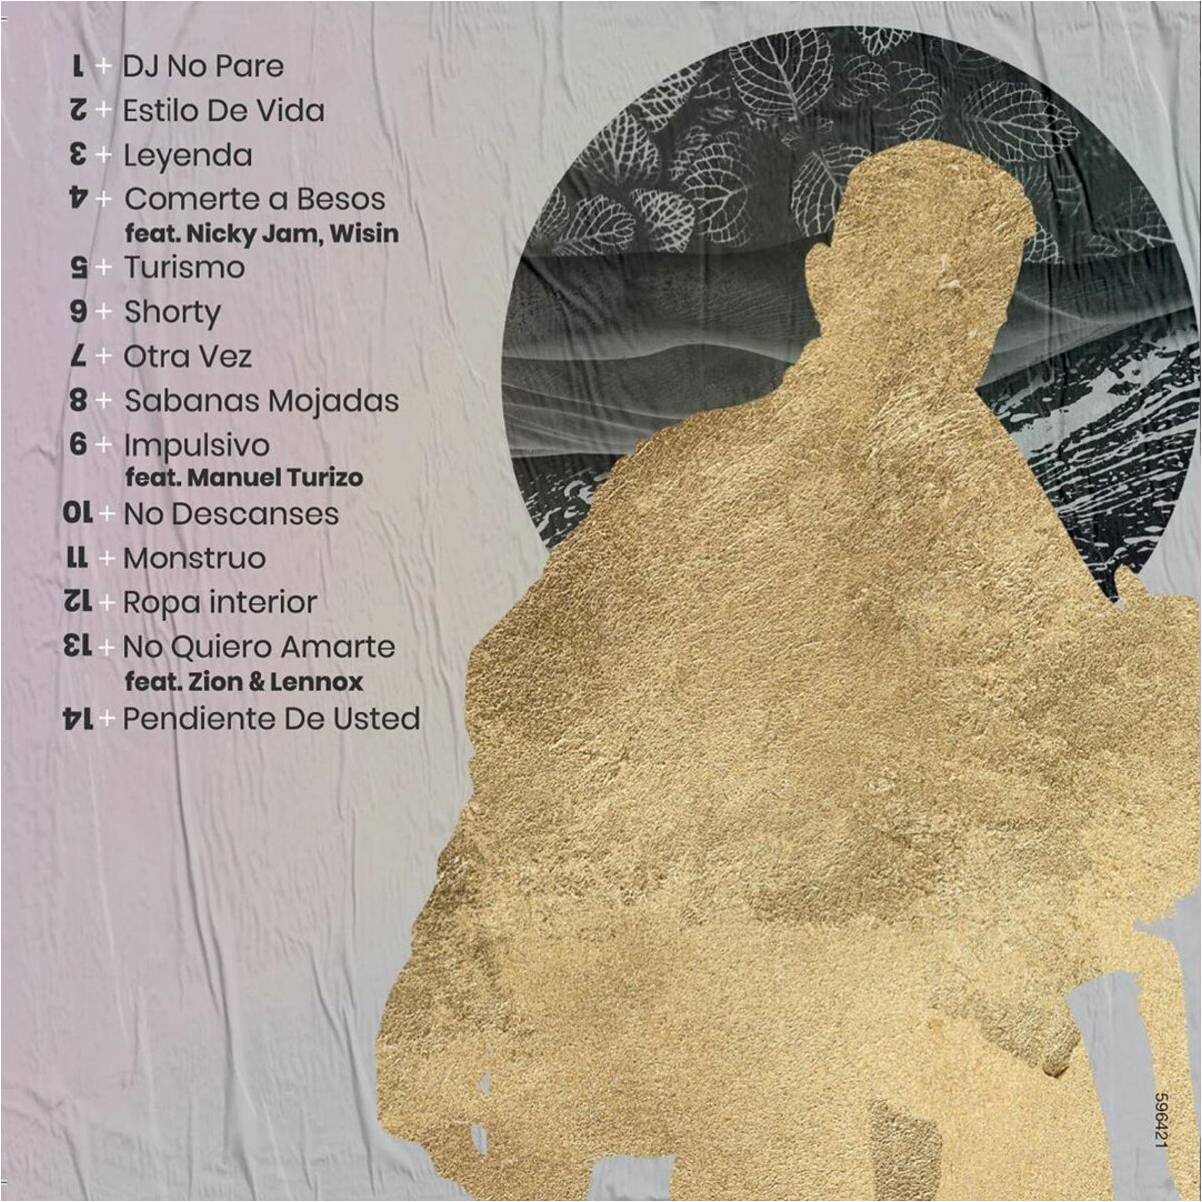 1 + DJ No Pare
2 + Estilo De Vida
3 + Leyenda
4 + Comerte a Besos
feat. Nicky Jam, Wisin
5 + Turismo
6 + Shorty
7 + Otra Vez
8 + Sabanas Mojadas
9 + Impulsivo
feat. Manuel Turizo
10 + No Descanses
11 + Monstruo
12 + Ropa interior
13 + No Quiero Amarte
feat. Zion & Lennox
14 + Pendiente De Usted
596421